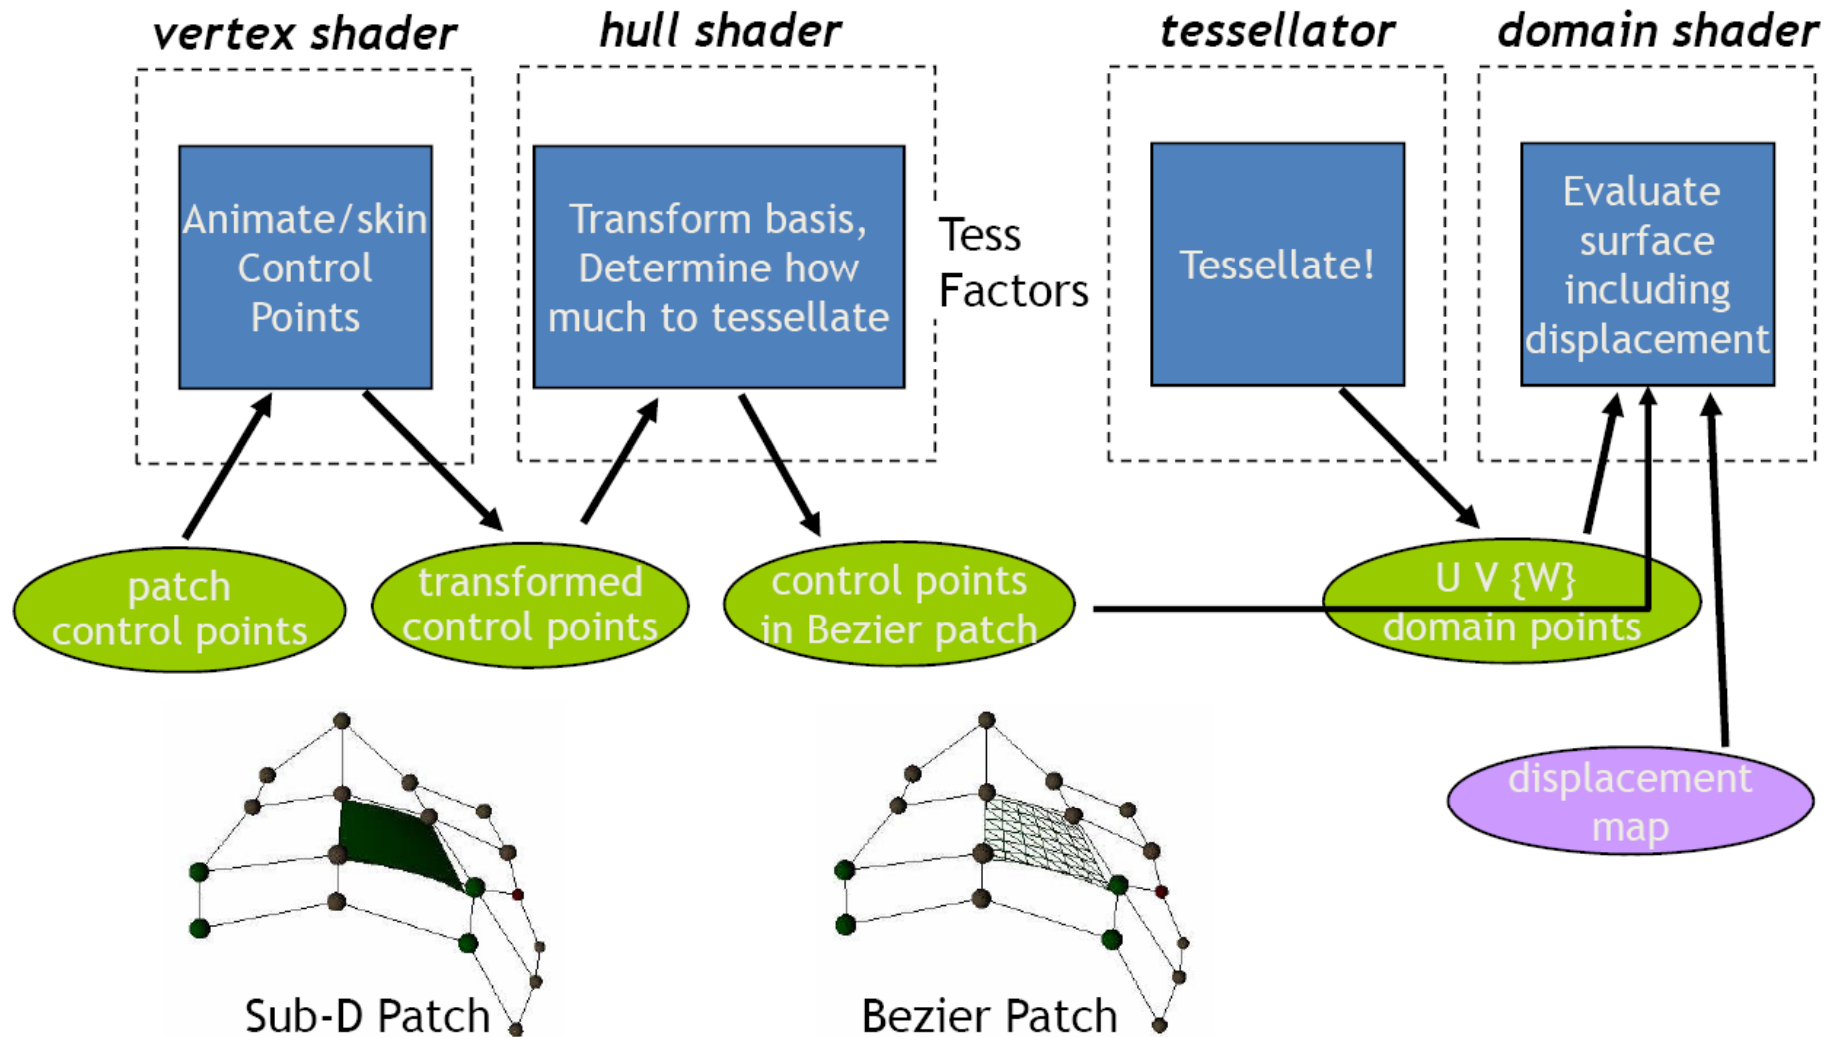 vertex shader
hull shader
tessellator
domain shader
Animate/skin
Control
Points
Transform basis,
Determine how
much to tessellate
Tess
Factors
Tessellate!
Evaluate
surface
including
displacement
patch
control points
transformed
control points
control points
in Bezier patch
U V {W}
domain points
displacement
map
Sub-D Patch
Bezier Patch